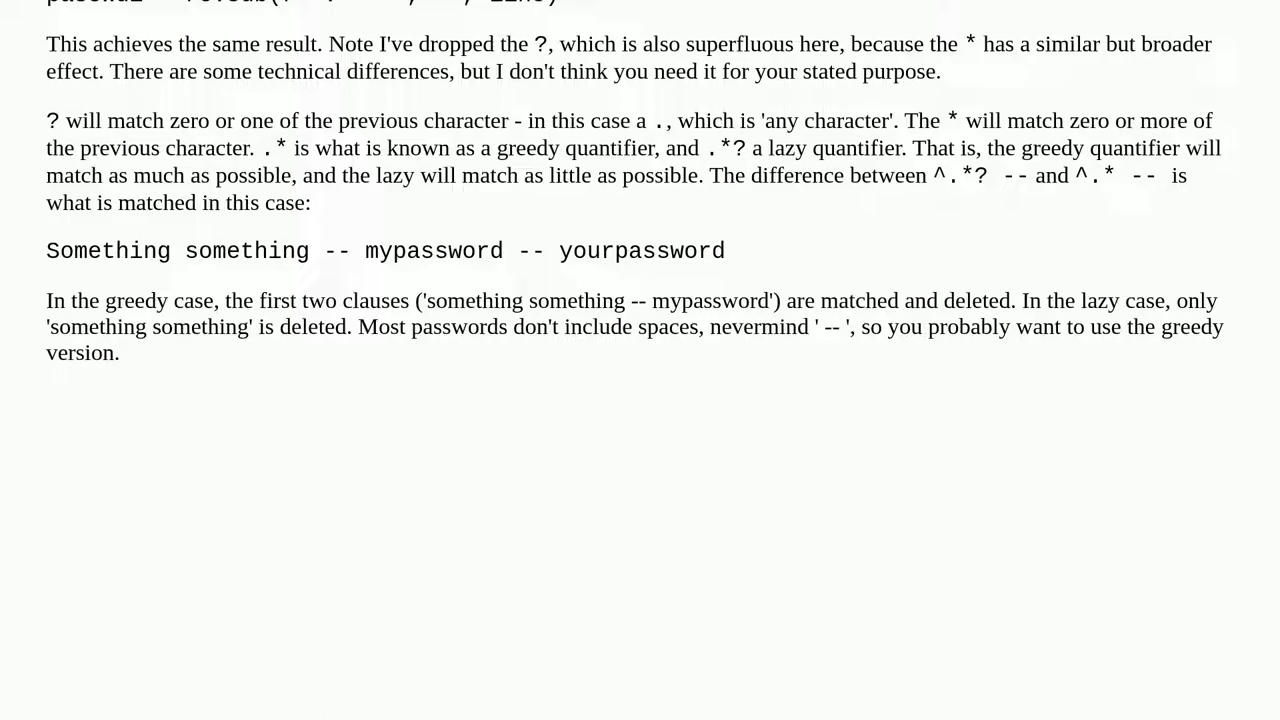 This achieves the same result. Note I've dropped the ?, which is also superfluous here, because the * has a similar but broader
effect. There are some technical differences, but I don't think you need it for your stated purpose.
? will match zero or one of the previous character - in this case a ., which is 'any character'. The * will match zero or more of
the previous character. .* is what is known as a greedy quantifier, and .*? a lazy quantifier. That is, the greedy quantifier will
match as much as possible, and the lazy will match as little as possible. The difference between ^.*? -- and ^.* -- is
what is matched in this case:
Something something -- mypassword -- yourpassword
In the greedy case, the first two clauses ('something something -- mypassword') are matched and deleted. In the lazy case, only
'something something' is deleted. Most passwords don't include spaces, nevermind ' -- ', so you probably want to use the greedy
version.